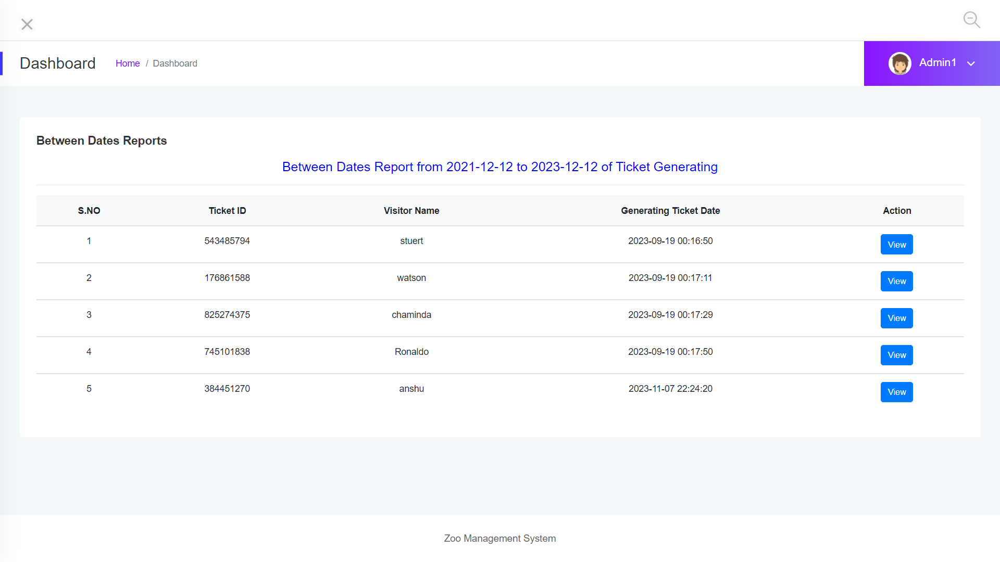 Dashboard
Home / Dashboard
Admin1
Between Dates Reports
Between Dates Report from 2021-12-12 to 2023-12-12 of Ticket Generating
S.NO Ticket ID Visitor Name Generating Ticket Date Action
1 543485794 stuert 2023-09-19 00:16:50 View
2 176861588 watson 2023-09-19 00:17:11 View
3 825274375 chaminda 2023-09-19 00:17:29 View
4 745101838 Ronaldo 2023-09-19 00:17:50 View
5 384451270 anshu 2023-11-07 22:24:20 View
Zoo Management System